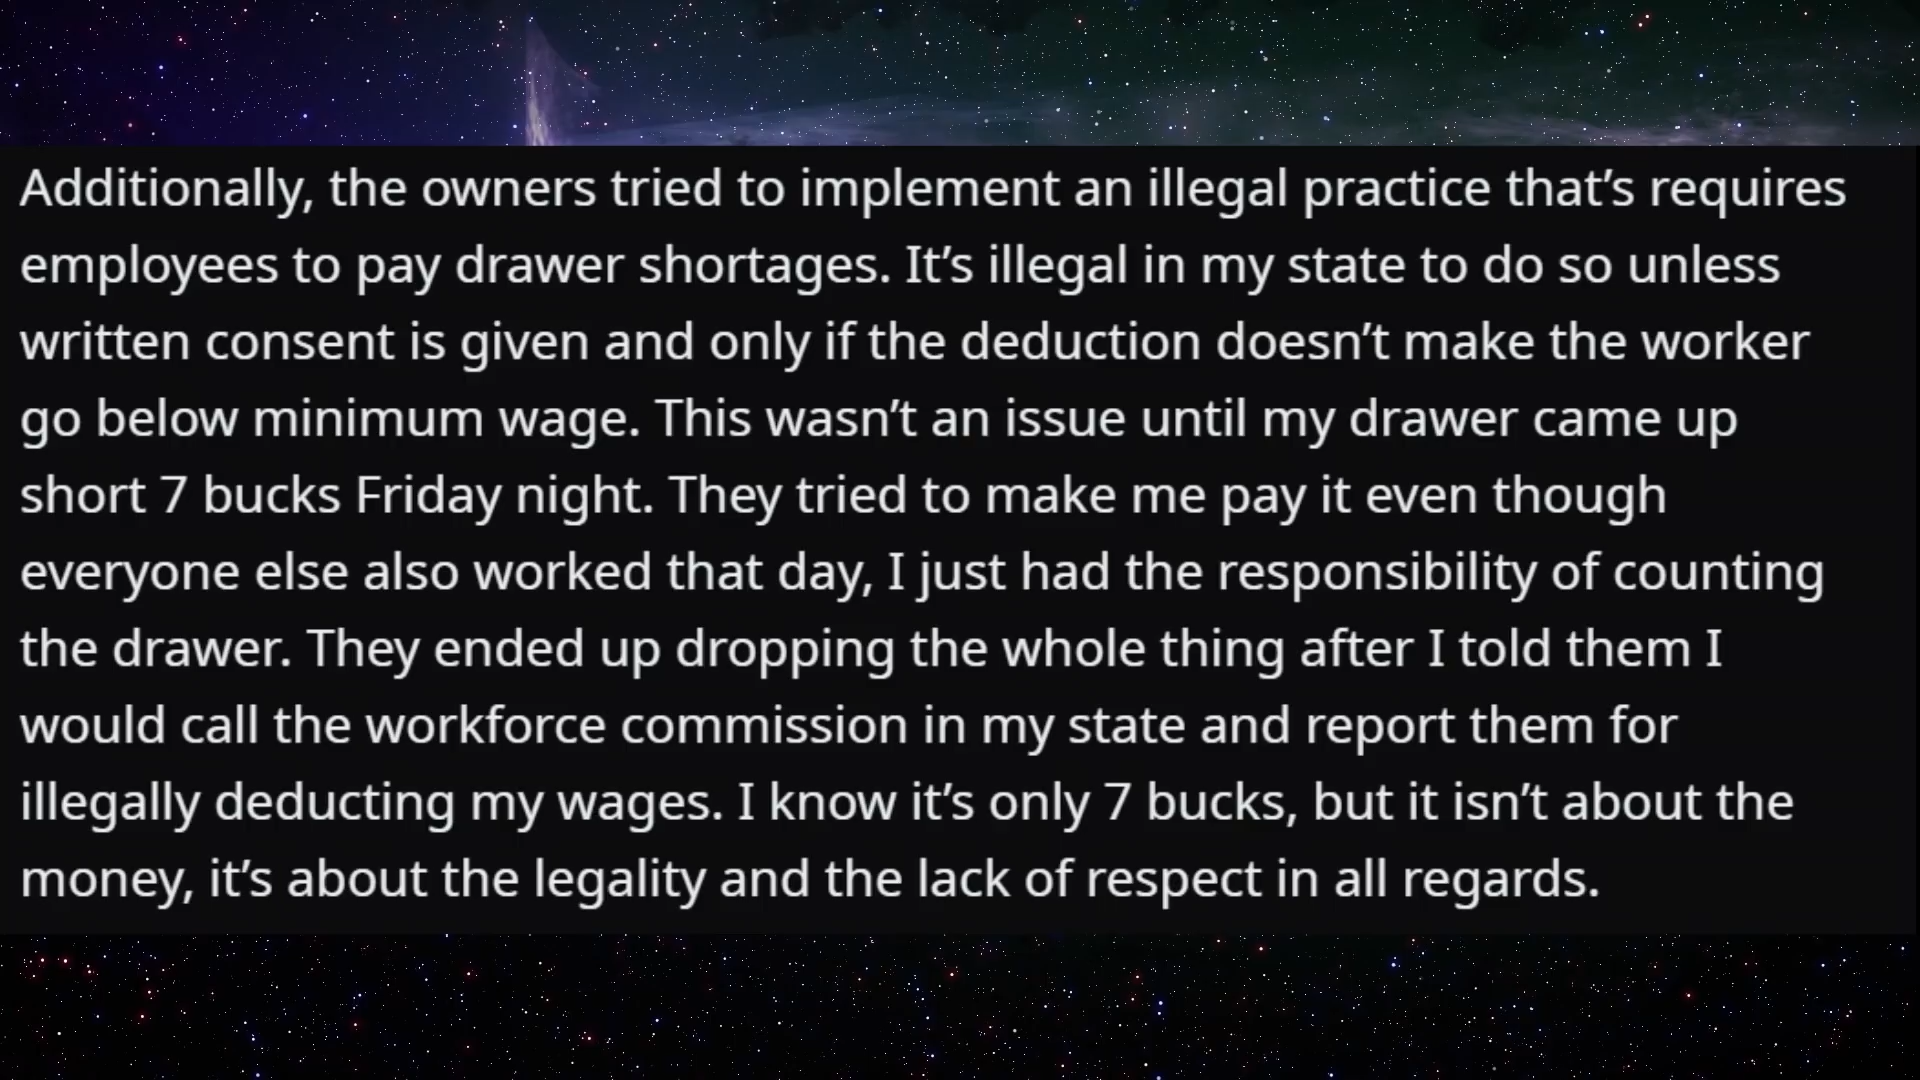 Additionally, the owners tried to implement an illegal practice that’s requires
employees to pay drawer shortages. It’s illegal in my state to do so unless
written consent is given and only if the deduction doesn’t make the worker
go below minimum wage. This wasn’t an issue until my drawer came up
short 7 bucks Friday night. They tried to make me pay it even though
everyone else also worked that day, I just had the responsibility of counting
the drawer. They ended up dropping the whole thing after I told them I
would call the workforce commission in my state and report them for
illegally deducting my wages. I know it’s only 7 bucks, but it isn’t about the
money, it’s about the legality and the lack of respect in all regards.